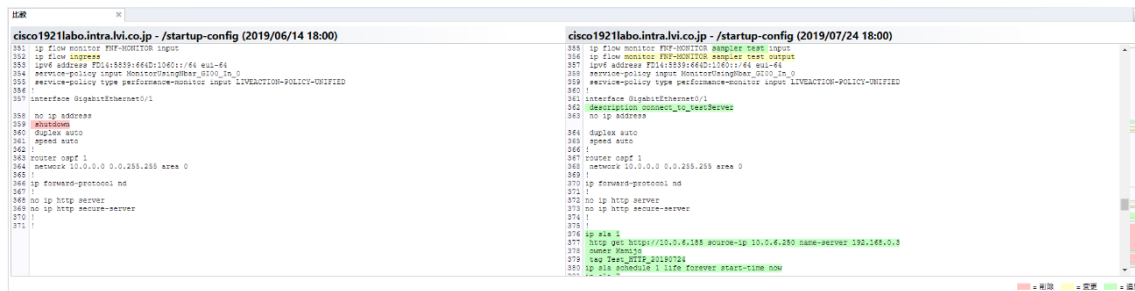 比較
cisco1921labo.intra.lvi.co.jp - /startup-config (2019/06/14 18:00)
351 ip flow monitor FNF-MONITOR input
352 ip flow ingress
353 ipv6 address FD14:5839:664D:1060::/64 eui-64
354 service-policy input MonitorUsingNbar_GI00_In_0
355 service-policy type performance-monitor input LIVEACTION-POLICY-UNIFIED
356 !
357 interface GigabitEthernet0/1
358 no ip address
359 shutdown
360 duplex auto
361 speed auto
362 !
363 router ospf 1
364 network 10.0.0.0 0.0.255.255 area 0
365 !
366 ip forward-protocol nd
367 !
368 no ip http server
369 no ip http secure-server
370 !
371 !
cisco1921labo.intra.lvi.co.jp - /startup-config (2019/07/24 18:00)
355 ip flow monitor FNF-MONITOR sampler test input
356 ip flow monitor FNF-MONITOR sampler test output
357 ipv6 address FD14:5839:664D:1060::/64 eui-64
358 service-policy input MonitorUsingNbar_GI00_In_0
359 service-policy type performance-monitor input LIVEACTION-POLICY-UNIFIED
360 !
361 interface GigabitEthernet0/1
362 description connect_to_testServer
363 no ip address
364 duplex auto
365 speed auto
366 !
367 router ospf 1
368 network 10.0.0.0 0.0.255.255 area 0
369 !
370 ip forward-protocol nd
371 !
372 no ip http server
373 no ip http secure-server
374 !
375 !
376 ip sla 1
377 http get http://10.0.6.155 source-ip 10.0.6.250 name-server 192.168.0.3
378 owner Kamijo
379 tag Test_HTTP_20190724
380 ip sla schedule 1 life forever start-time now
= 削除 = 変更 = 追